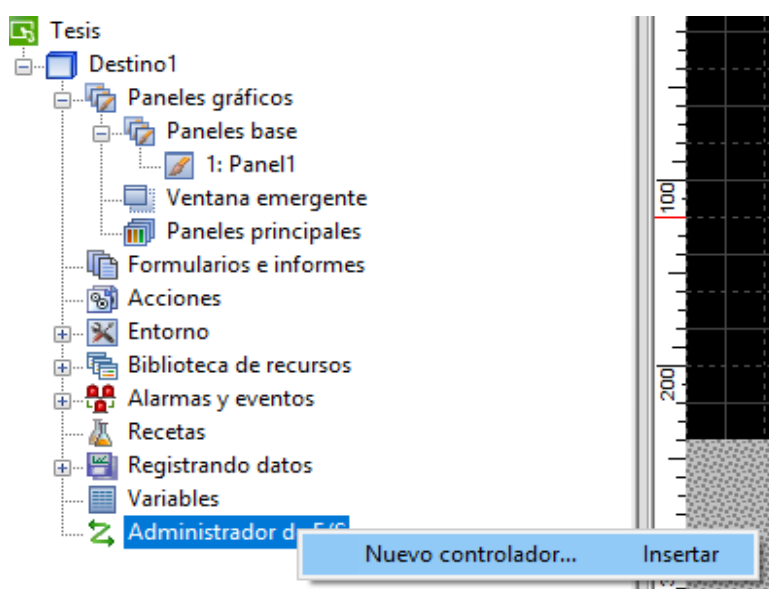 Tesis
Destino1
Paneles gráficos
Paneles base
1: Panel1
Ventana emergente
Paneles principales
Formularios e informes
Acciones
Entorno
Biblioteca de recursos
Alarmas y eventos
Recetas
Registrando datos
Variables
Administrador de E/S
Nuevo controlador... Insertar
100
200